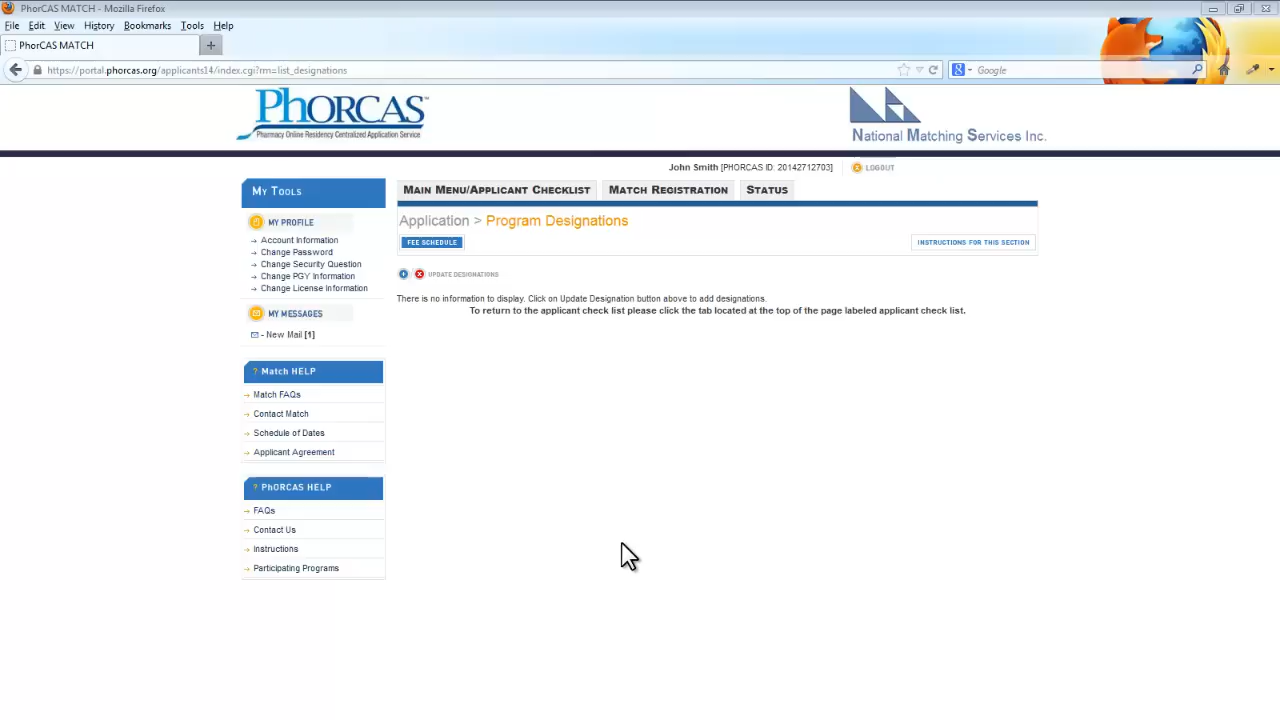 PhorCAS MATCH - Mozilla Firefox
File Edit View History Bookmarks Tools Help
PhorCAS MATCH +
https://portal.phorcas.org/applicants14/index.cgi?rm=list_designations
8 Google
PHORCAS™
Pharmacy Online Residency Centralized Application Service
National Matching Services Inc.
John Smith [PHORCAS ID: 20142712703] LOGOUT
MY TOOLS
MAIN MENU/APPLICANT CHECKLIST MATCH REGISTRATION STATUS
MY PROFILE
Account Information
Change Password
Change Security Question
Change PGY Information
Change License Information
MY MESSAGES
- New Mail [1]
Application > Program Designations
FEE SCHEDULE INSTRUCTIONS FOR THIS SECTION
UPDATE DESIGNATIONS
There is no information to display. Click on Update Designation button above to add designations.
To return to the applicant check list please click the tab located at the top of the page labeled applicant check list.
? Match HELP
Match FAQs
Contact Match
Schedule of Dates
Applicant Agreement
? PhORCAS HELP
FAQs
Contact Us
Instructions
Participating Programs